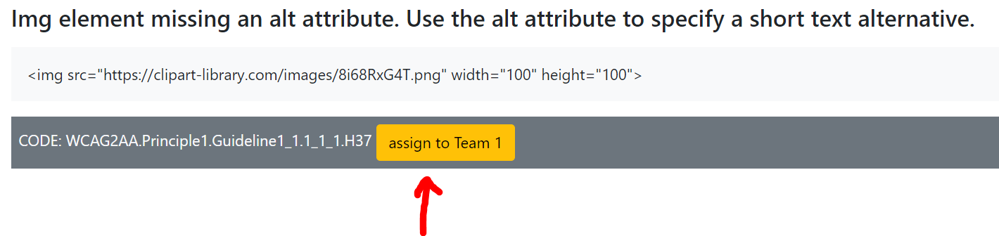 Img element missing an alt attribute. Use the alt attribute to specify a short text alternative.
<img src="https://clipart-library.com/images/8i68RxG4T.png" width="100" height="100">
CODE: WCAG2AA.Principle1.Guideline1_1.1_1_1.H37 assign to Team 1